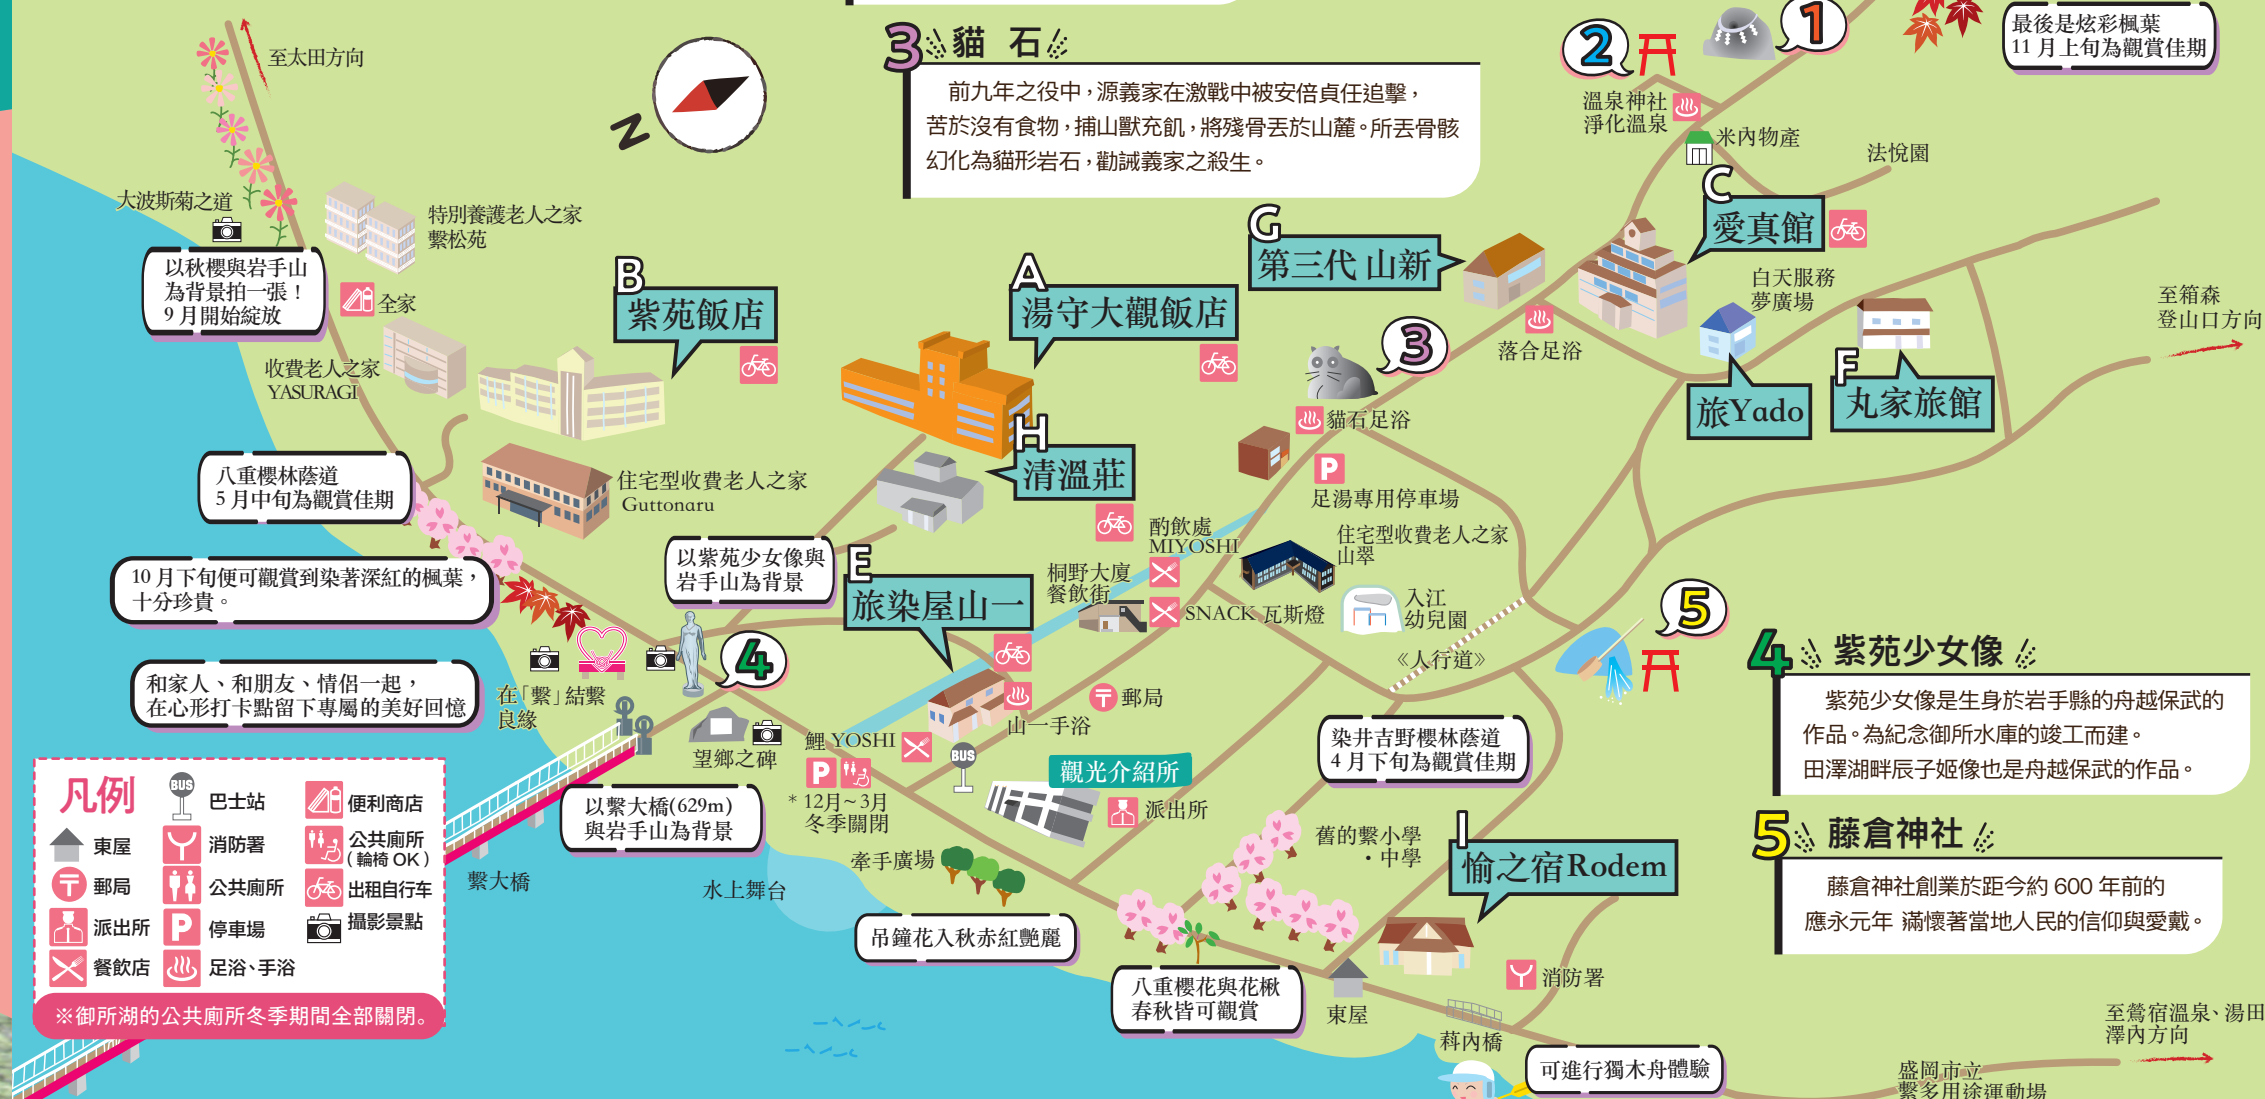 3 貓 石
前九年之役中，源義家在激戰中被安倍貞任追擊，
苦於沒有食物，捕山獸充飢，將殘骨丟於山麓。所丟骨骸
幻化為貓形岩石，勸誡義家之殺生。
最後是炫彩楓葉
11 月上旬為觀賞佳期
1
2
溫泉神社
淨化溫泉
米內物產
法悅園
至太田方向
N
大波斯菊之道
特別養護老人之家
繫松苑
以秋櫻與岩手山
為背景拍一張！
9 月開始綻放
全家
收費老人之家
YASURAGI
B
紫苑飯店
A
湯守大觀飯店
G
第三代 山新
C
愛真館
白天服務
夢廣場
至箱森
登山口方向
落合足浴
3
貓石足浴
旅Yado
F
丸家旅館
H
清溫莊
P
足湯專用停車場
八重櫻林蔭道
5 月中旬為觀賞佳期
住宅型收費老人之家
Guttonaru
以紫苑少女像與
岩手山為背景
酌飲處
MIYOSHI
住宅型收費老人之家
山翠
桐野大廈
餐飲街
SNACK 瓦斯燈
入江
幼兒園
《人行道》
10 月下旬便可觀賞到染著深紅的楓葉，
十分珍貴。
E
旅染屋山一
4
5
和家人、和朋友、情侶一起，
在心形打卡點留下專屬的美好回憶
在「繫」結繫
良緣
望鄉之碑
鯉 YOSHI
P
＊12月～3月
冬季關閉
山一手浴
郵局
BUS
觀光介紹所
派出所
染井吉野櫻林蔭道
4 月下旬為觀賞佳期
4 紫苑少女像
紫苑少女像是生身於岩手縣的舟越保武的
作品。為紀念御所水庫的竣工而建。
田澤湖畔辰子姬像也是舟越保武的作品。
5 藤倉神社
藤倉神社創業於距今約 600 年前的
應永元年 滿懷著當地人民的信仰與愛戴。
以繫大橋(629m)
與岩手山為背景
繫大橋
水上舞台
牽手廣場
吊鐘花入秋赤紅艷麗
舊的繫小學
・中學
I
愉之宿Rodem
八重櫻花與花楸
春秋皆可觀賞
東屋
消防署
蒄內橋
可進行獨木舟體驗
至鶯宿溫泉、湯田
澤內方向
盛岡市立
繫多用途運動場
凡例
BUS
巴士站
便利商店
東屋
消防署
公共廁所
（ 輪椅 OK ）
郵局
公共廁所
出租自行车
派出所
P
停車場
攝影景點
餐飲店
足浴、手浴
※御所湖的公共廁所冬季期間全部關閉。